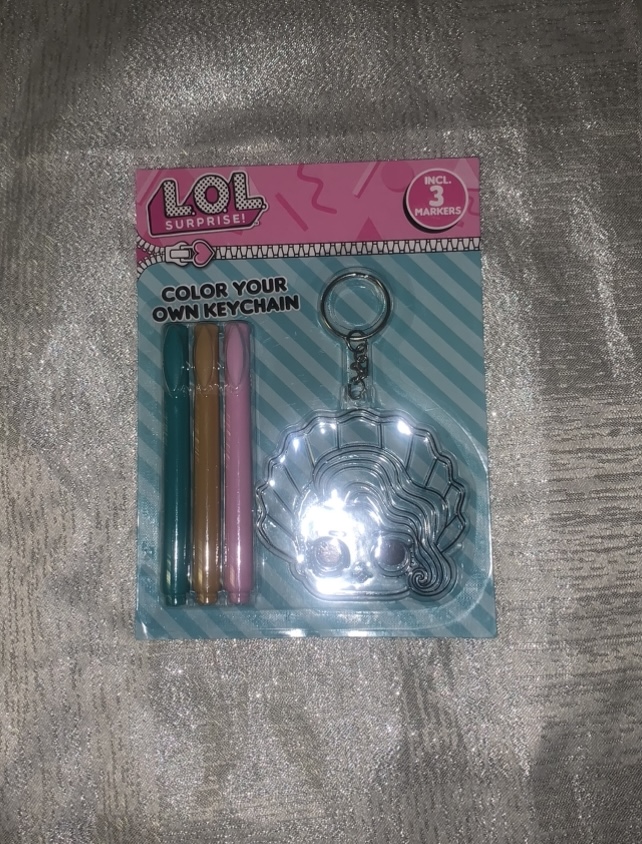 L.O.L
SURPRISE!
INCL.
3
MARKERS
COLOR YOUR
OWN KEYCHAIN